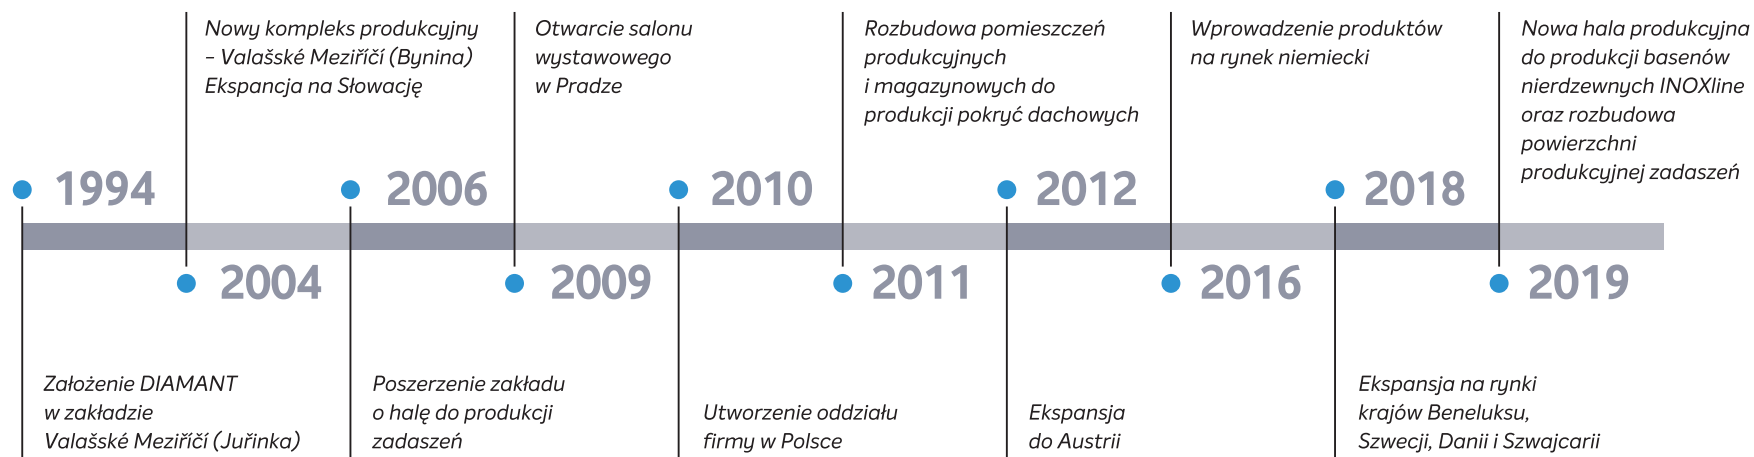 Nowy kompleks produkcyjny
– Valašské Meziříčí (Bynina)
Ekspancja na Słowację
Otwarcie salonu
wystawowego
w Pradze
Rozbudowa pomieszczeń
produkcyjnych
i magazynowych do
produkcji pokryć dachowych
Wprowadzenie produktów
na rynek niemiecki
Nowa hala produkcyjna
do produkcji basenów
nierdzewnych INOXline
oraz rozbudowa
powierzchni
produkcyjnej zadaszeń
1994
2006
2010
2012
2018
2004
2009
2011
2016
2019
Założenie DIAMANT
w zakładzie
Valašské Meziříčí (Juřinka)
Poszerzenie zakładu
o halę do produkcji
zadaszeń
Utworzenie oddziału
firmy w Polsce
Ekspansja
do Austrii
Ekspansja na rynki
krajów Beneluksu,
Szwecji, Danii i Szwajcarii